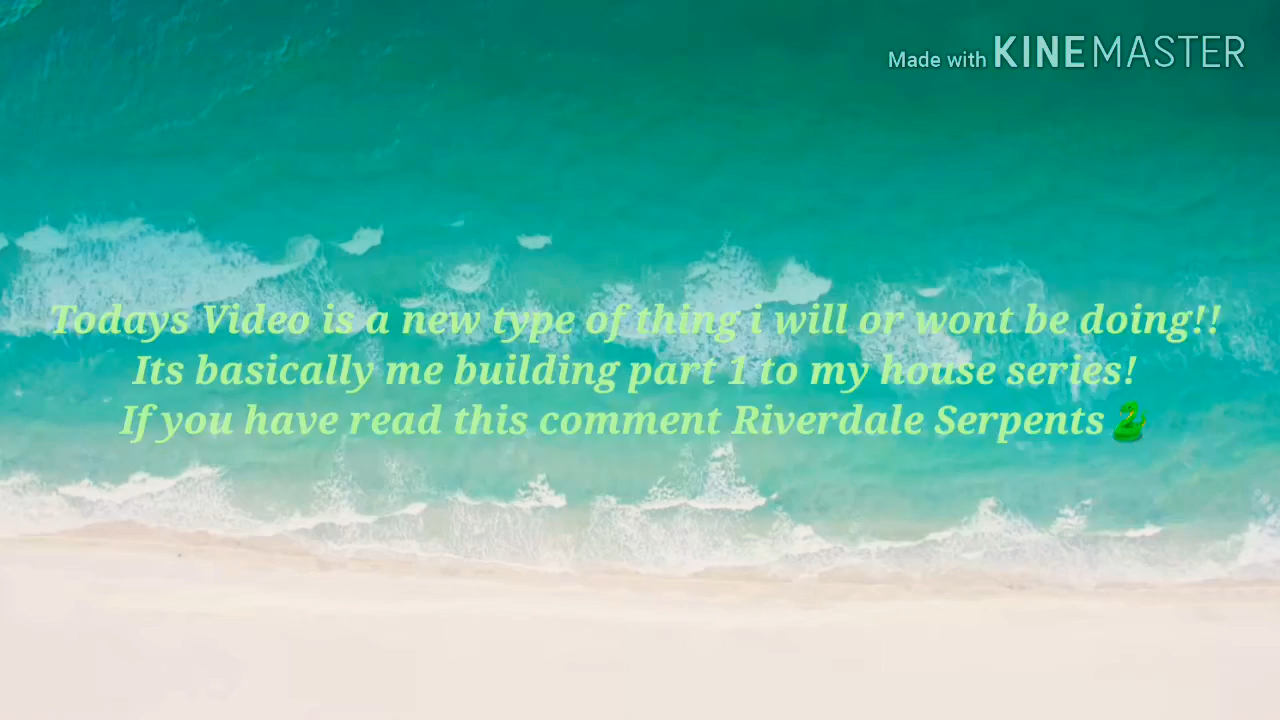 Made with KINEMASTER
Todays Video is a new type of thing i will or wont be doing!!
Its basically me building part 1 to my house series!
If you have read this comment Riverdale Serpents🐍